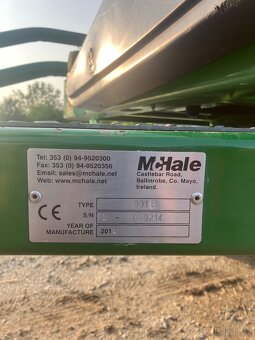 Tel: 353 (0) 94-9520300
Fax: 353 (0) 94-9520356
Email: sales@mchale.net
Web: www.mchale.net
McHale
Castlebar Road,
Ballinrobe, Co. Mayo,
Ireland.
CE
TYPE
S/N
YEAR OF
MANUFACTURE